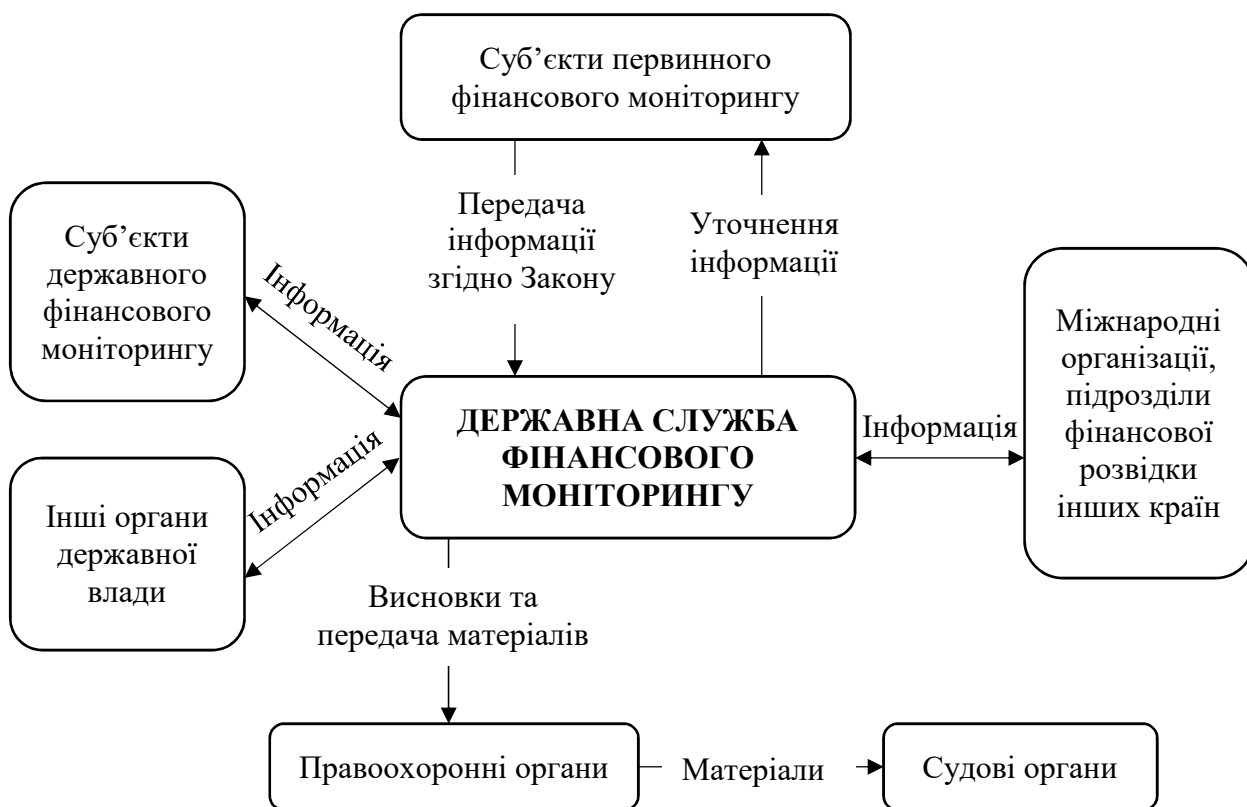 Суб’єкти первинного
фінансового моніторингу
Передача
інформації
згідно Закону
Уточнення
інформації
Суб’єкти
державного
фінансового
моніторингу
Інформація
Міжнародні
організації,
підрозділи
фінансової
розвідки
інших країн
ДЕРЖАВНА СЛУЖБА
ФІНАНСОВОГО
МОНІТОРИНГУ
Інформація
Інформація
Інші органи
державної
влади
Висновки та
передача матеріалів
Правоохоронні органи
Матеріали
Судові органи